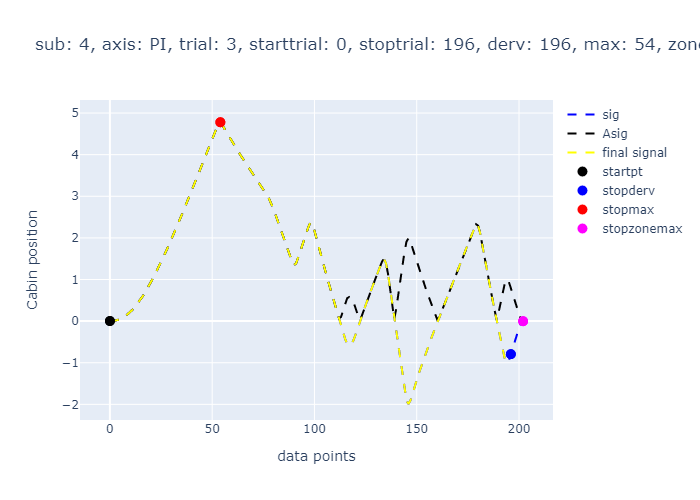 sub: 4, axis: PI, trial: 3, starttrial: 0, stoptrial: 196, derv: 196, max: 54, zone
5
4
3
2
1
0
−1
−2
Cabin position
0
50
100
150
200
data points
sig
Asig
final signal
startpt
stopderv
stopmax
stopzonemax